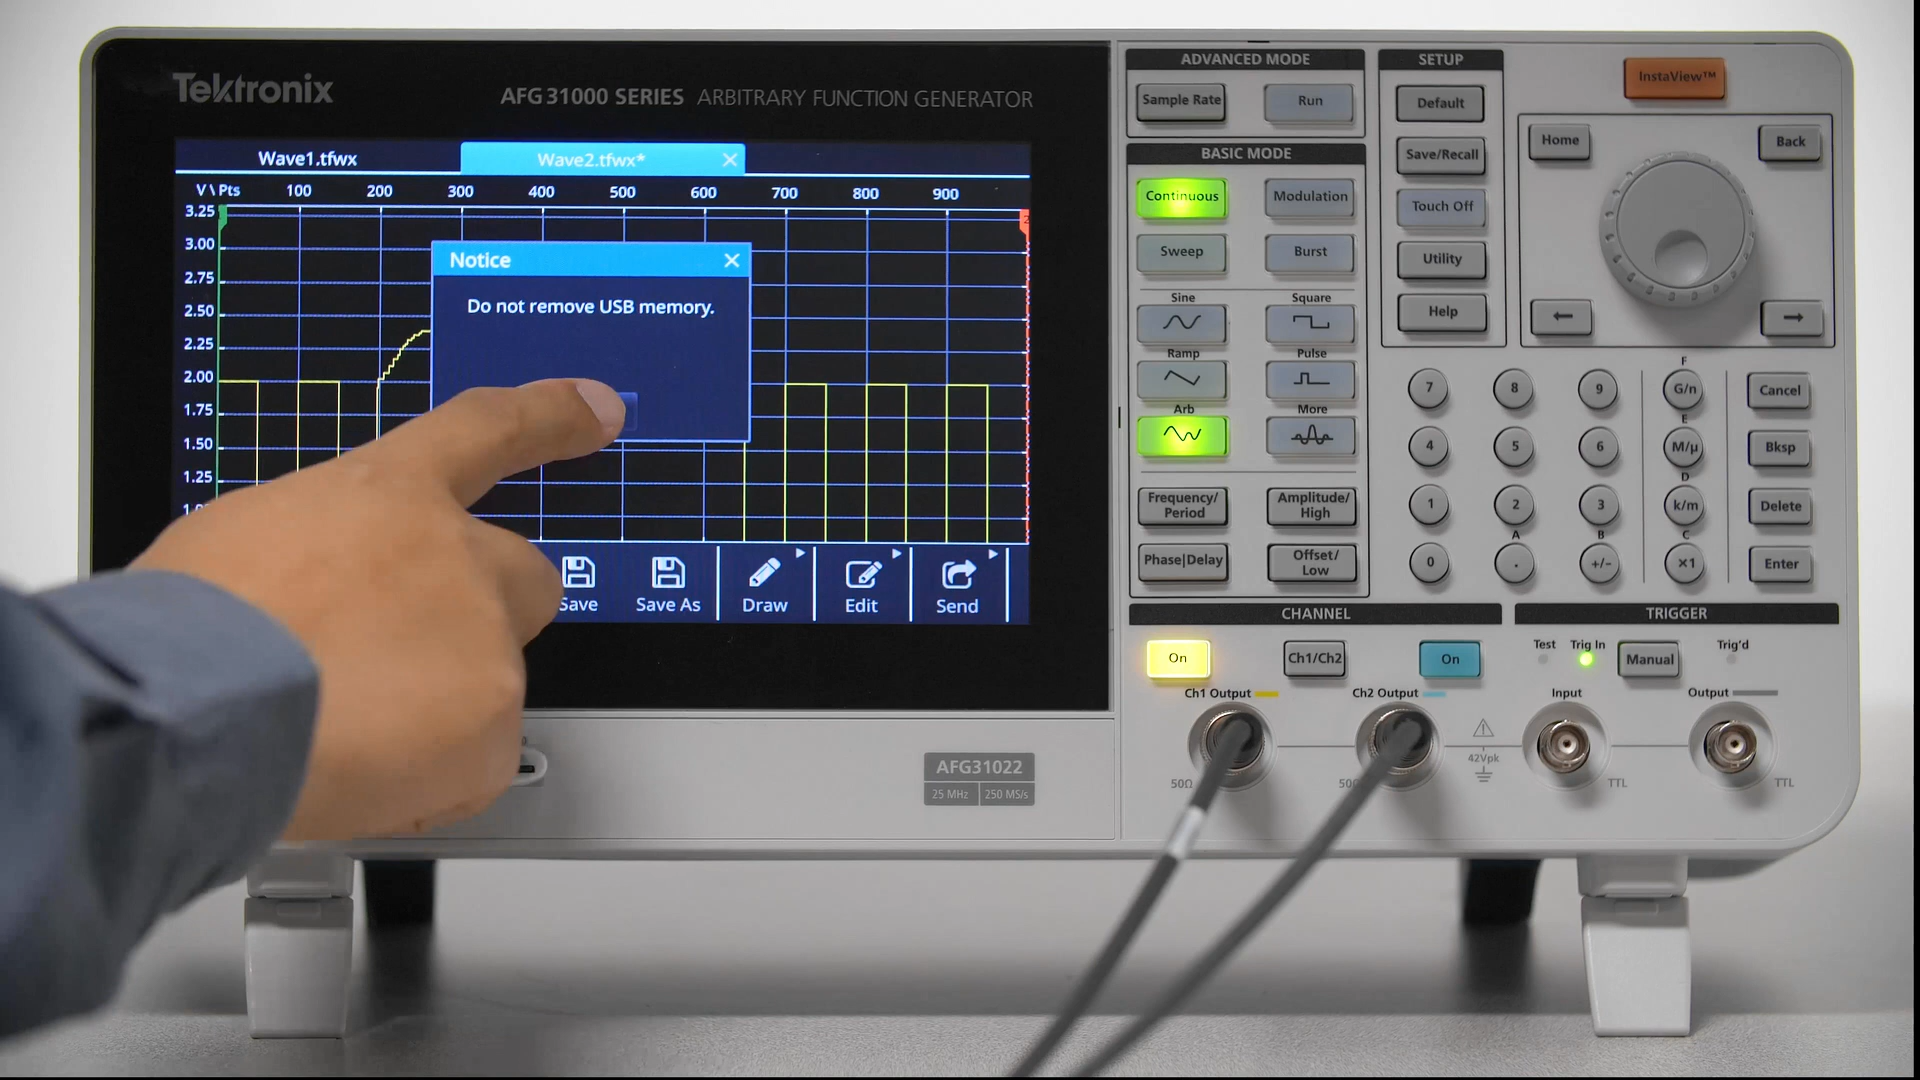 Tektronix
AFG 31000 SERIES ARBITRARY FUNCTION GENERATOR
Wave1.tfwx
Wave2.tfwx*
V \ Pts 100 200 300 400 500 600 700 800 900
3.25
3.00
2.75
2.50
2.25
2.00
1.75
1.50
1.25
2
Notice
Do not remove USB memory.
Save
Save As
Draw
Edit
Send
AFG31022
25 MHz 250 MS/s
ADVANCED MODE
Sample Rate
Run
BASIC MODE
Continuous
Modulation
Sweep
Burst
Sine
Square
Ramp
Pulse
Arb
More
Frequency/
Period
Amplitude/
High
Phase|Delay
Offset/
Low
SETUP
Default
Save/Recall
Touch Off
Utility
Help
InstaView™
Home
Back
←
→
7 8 9
F
G/n
Cancel
4 5 6
E
M/µ
Bksp
1 2 3
D
k/m
Delete
A
B
C
0 . +/- ×1
Enter
CHANNEL
On
Ch1/Ch2
On
Ch1 Output
Ch2 Output
50Ω
42Vpk
TRIGGER
Test
Trig In
Manual
Trig'd
Input
Output
TTL
TTL